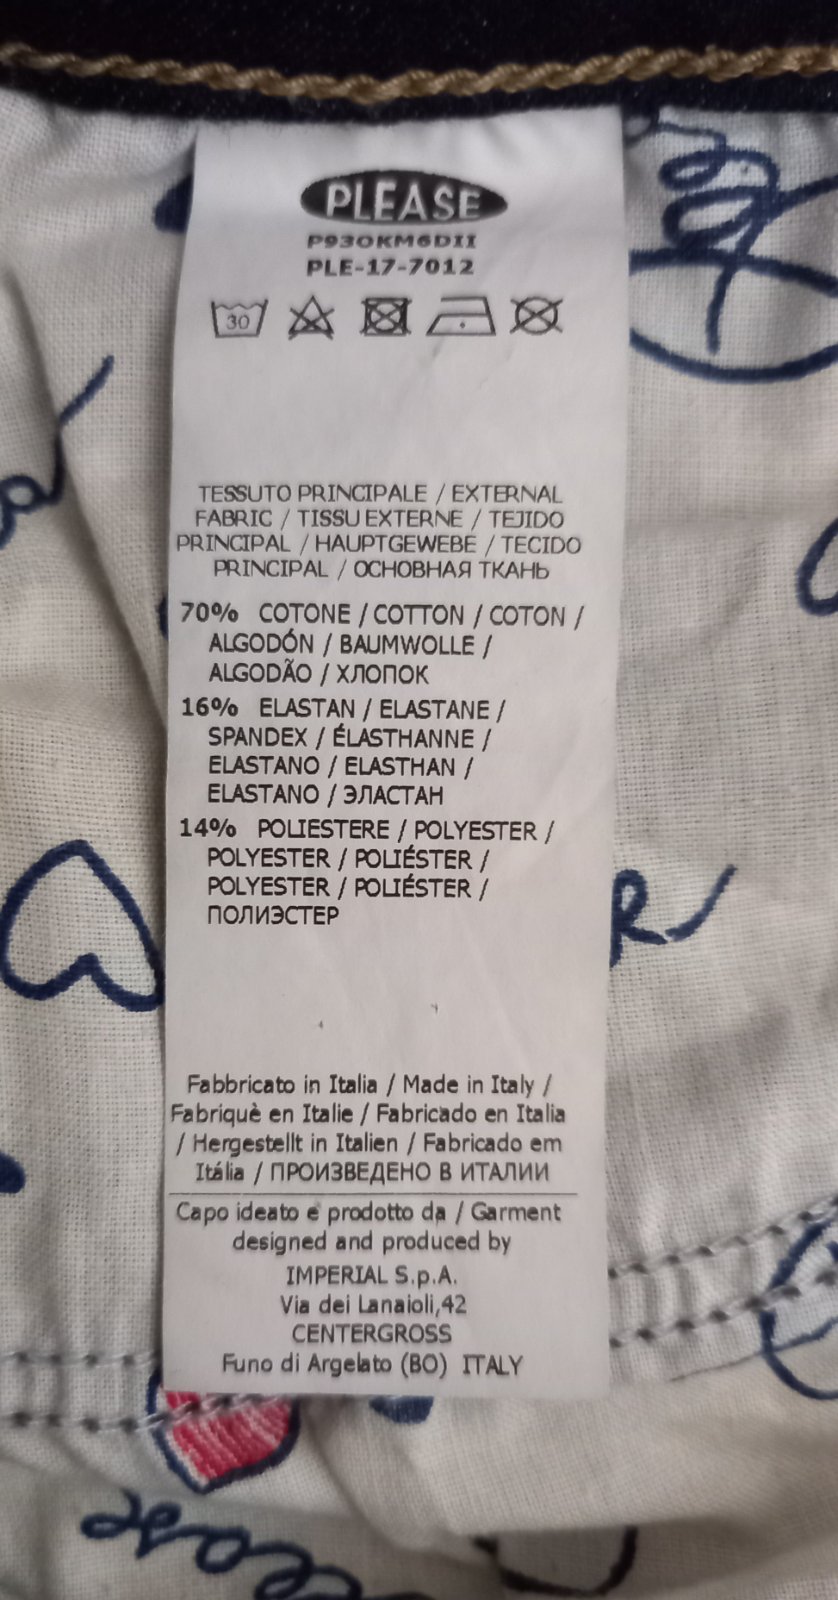 PLEASE
P93OKM6DII
PLE-17-7012
30
TESSUTO PRINCIPALE / EXTERNAL
FABRIC / TISSU EXTERNE / TEJIDO
PRINCIPAL / HAUPTGEWEBE / TECIDO
PRINCIPAL / ОСНОВНАЯ ТКАНЬ
70% COTONE / COTTON / COTON /
ALGODÓN / BAUMWOLLE /
ALGODÃO / ХЛОПОК
16% ELASTAN / ELASTANE /
SPANDEX / ÉLASTHANNE /
ELASTANO / ELASTHAN /
ELASTANO / ЭЛАСТАН
14% POLIESTERE / POLYESTER /
POLYESTER / POLIÉSTER /
POLYESTER / POLIÉSTER /
ПОЛИЭСТЕР
Fabbricato in Italia / Made in Italy /
Fabriquè en Italie / Fabricado en Italia
/ Hergestellt in Italien / Fabricado em
Itália / ПРОИЗВЕДЕНО В ИТАЛИИ
Capo ideato e prodotto da / Garment
designed and produced by
IMPERIAL S.p.A.
Via dei Lanaioli,42
CENTERGROSS
Funo di Argelato (BO) ITALY